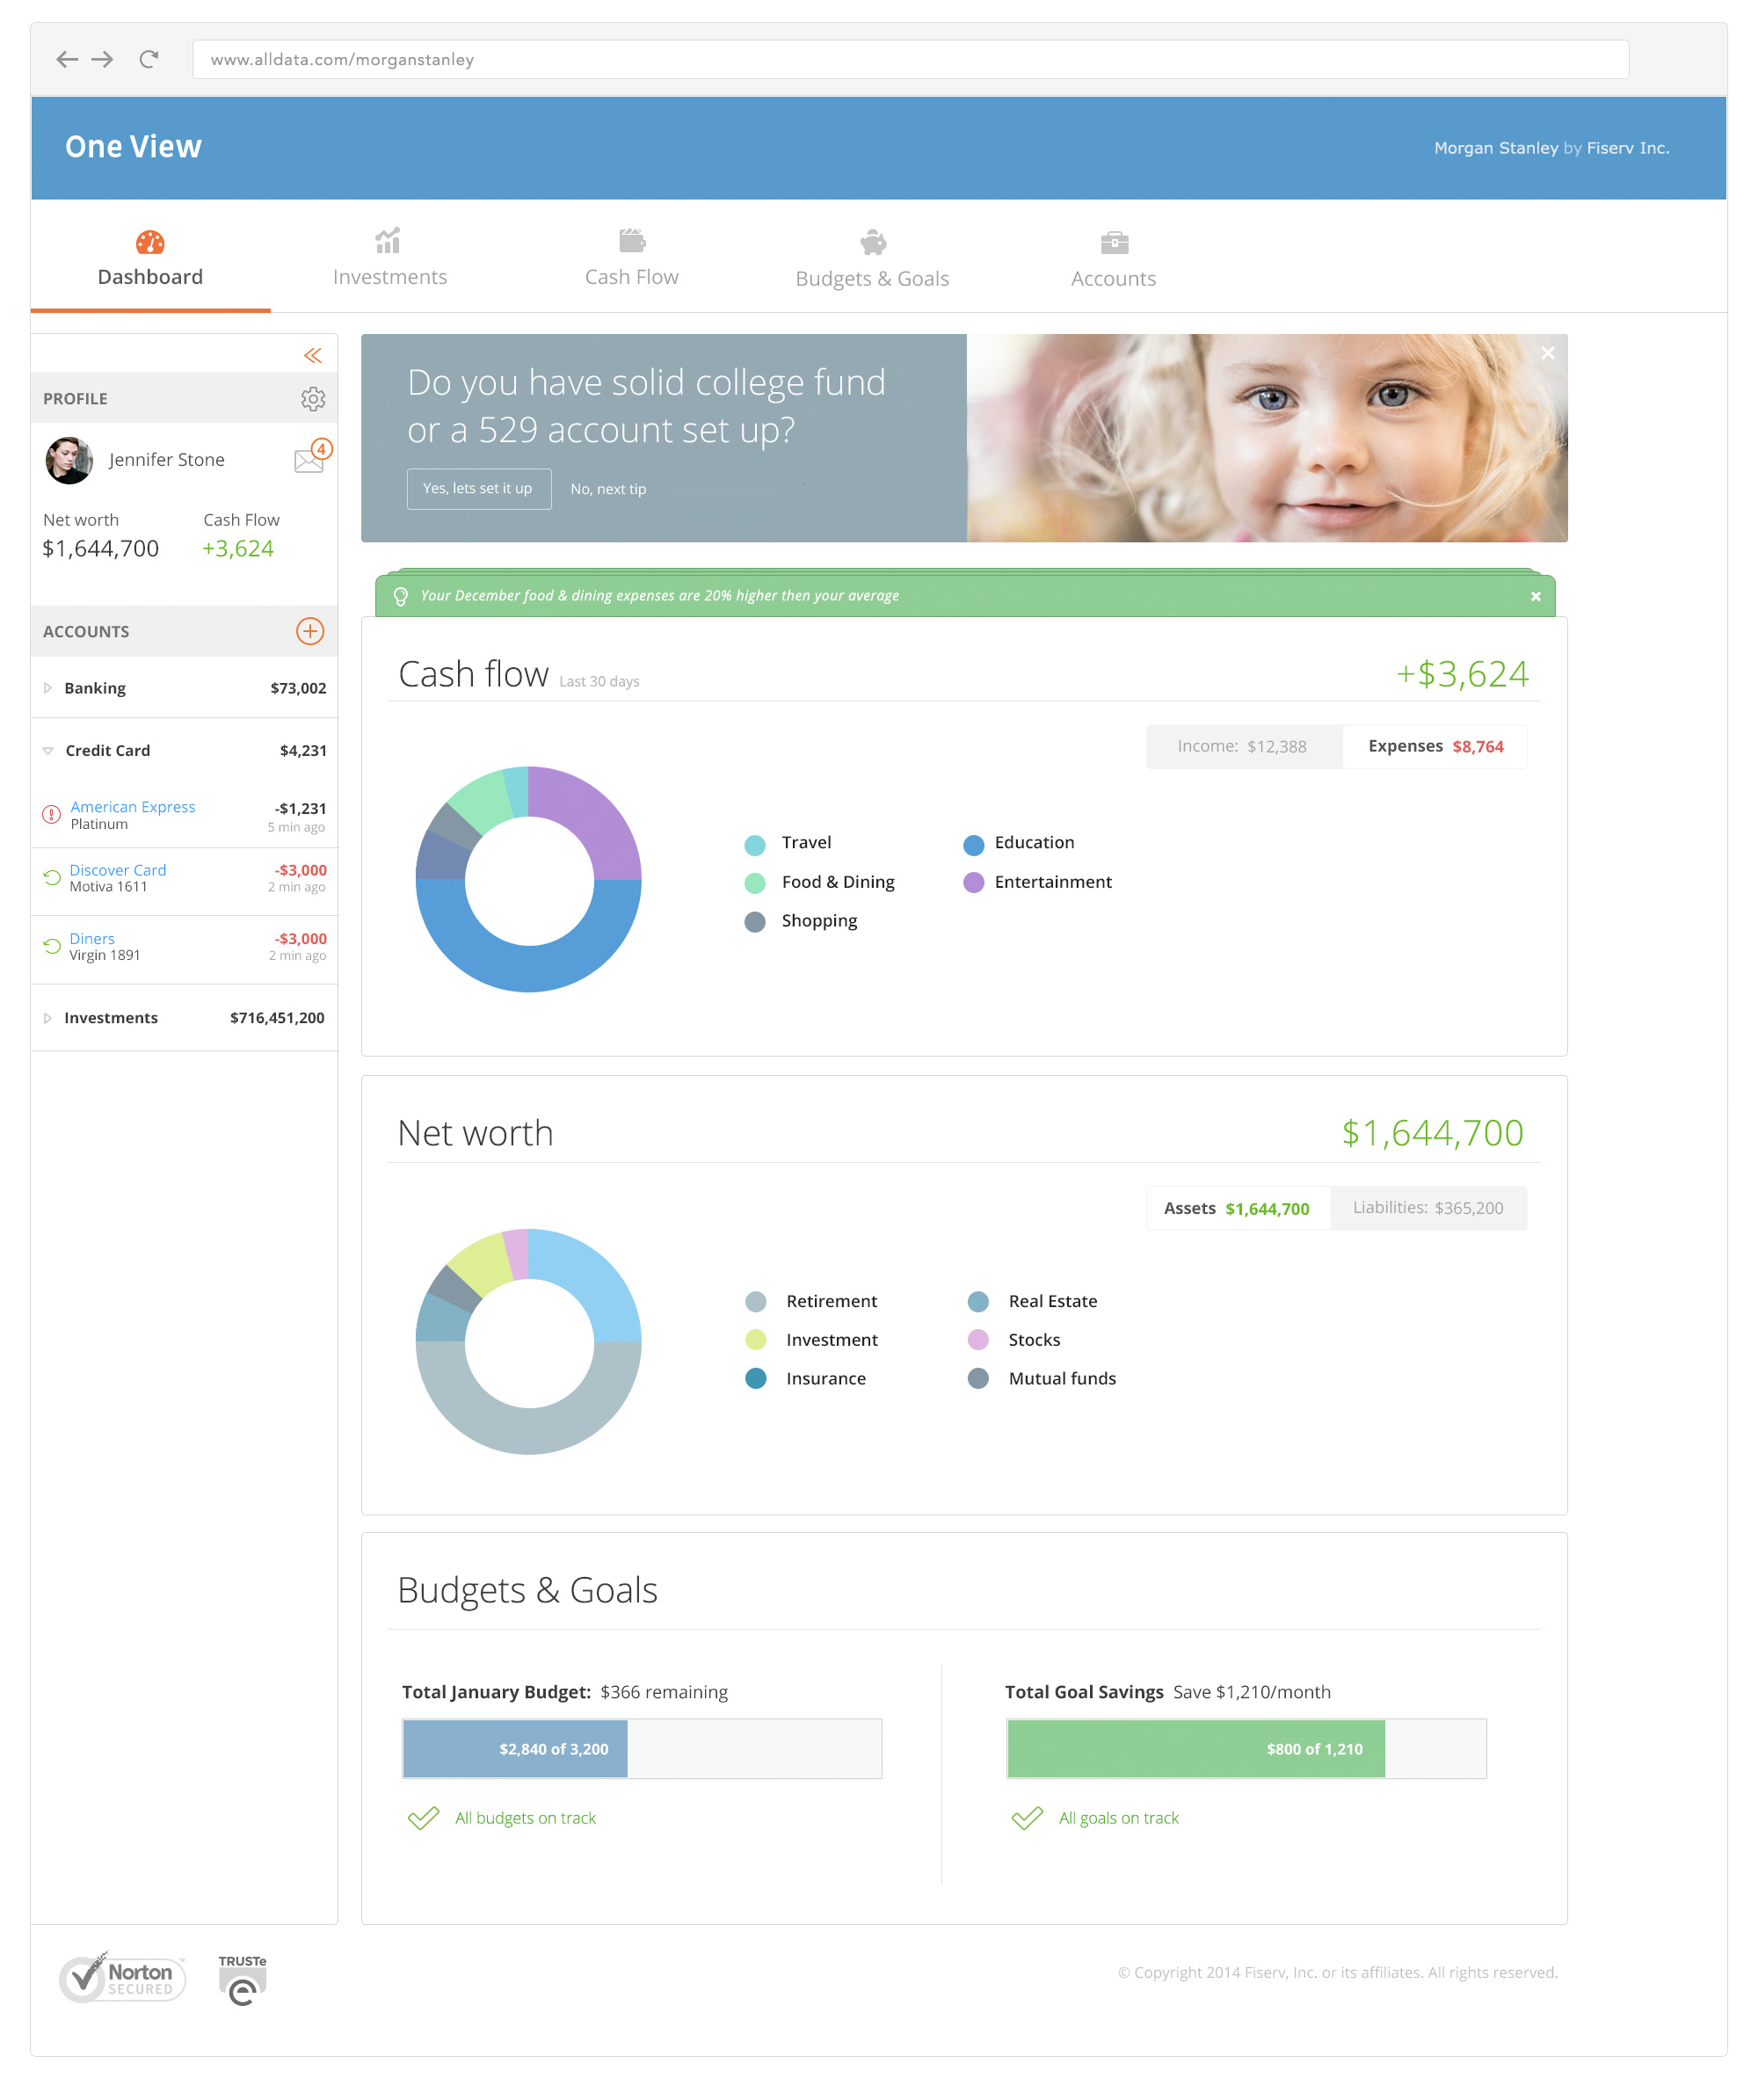 www.alldata.com/morganstanley
One View
Morgan Stanley by Fiserv Inc.
Dashboard
Investments
Cash Flow
Budgets & Goals
Accounts
PROFILE
Jennifer Stone
4
Net worth
Cash Flow
$1,644,700
+3,624
ACCOUNTS
Banking
$73,002
Credit Card
$4,231
American Express
-$1,231
Platinum
5 min ago
Discover Card
-$3,000
Motiva 1611
2 min ago
Diners
-$3,000
Virgin 1891
2 min ago
Investments
$716,451,200
Do you have solid college fund
or a 529 account set up?
Yes, lets set it up
No, next tip
Your December food & dining expenses are 20% higher then your average
Cash flow Last 30 days
+$3,624
Income: $12,388
Expenses $8,764
Travel
Education
Food & Dining
Entertainment
Shopping
Net worth
$1,644,700
Assets $1,644,700
Liabilities: $365,200
Retirement
Real Estate
Investment
Stocks
Insurance
Mutual funds
Budgets & Goals
Total January Budget: $366 remaining
$2,840 of 3,200
All budgets on track
Total Goal Savings Save $1,210/month
$800 of 1,210
All goals on track
Norton
SECURED
TRUSTe
© Copyright 2014 Fiserv, Inc. or its affiliates. All rights reserved.